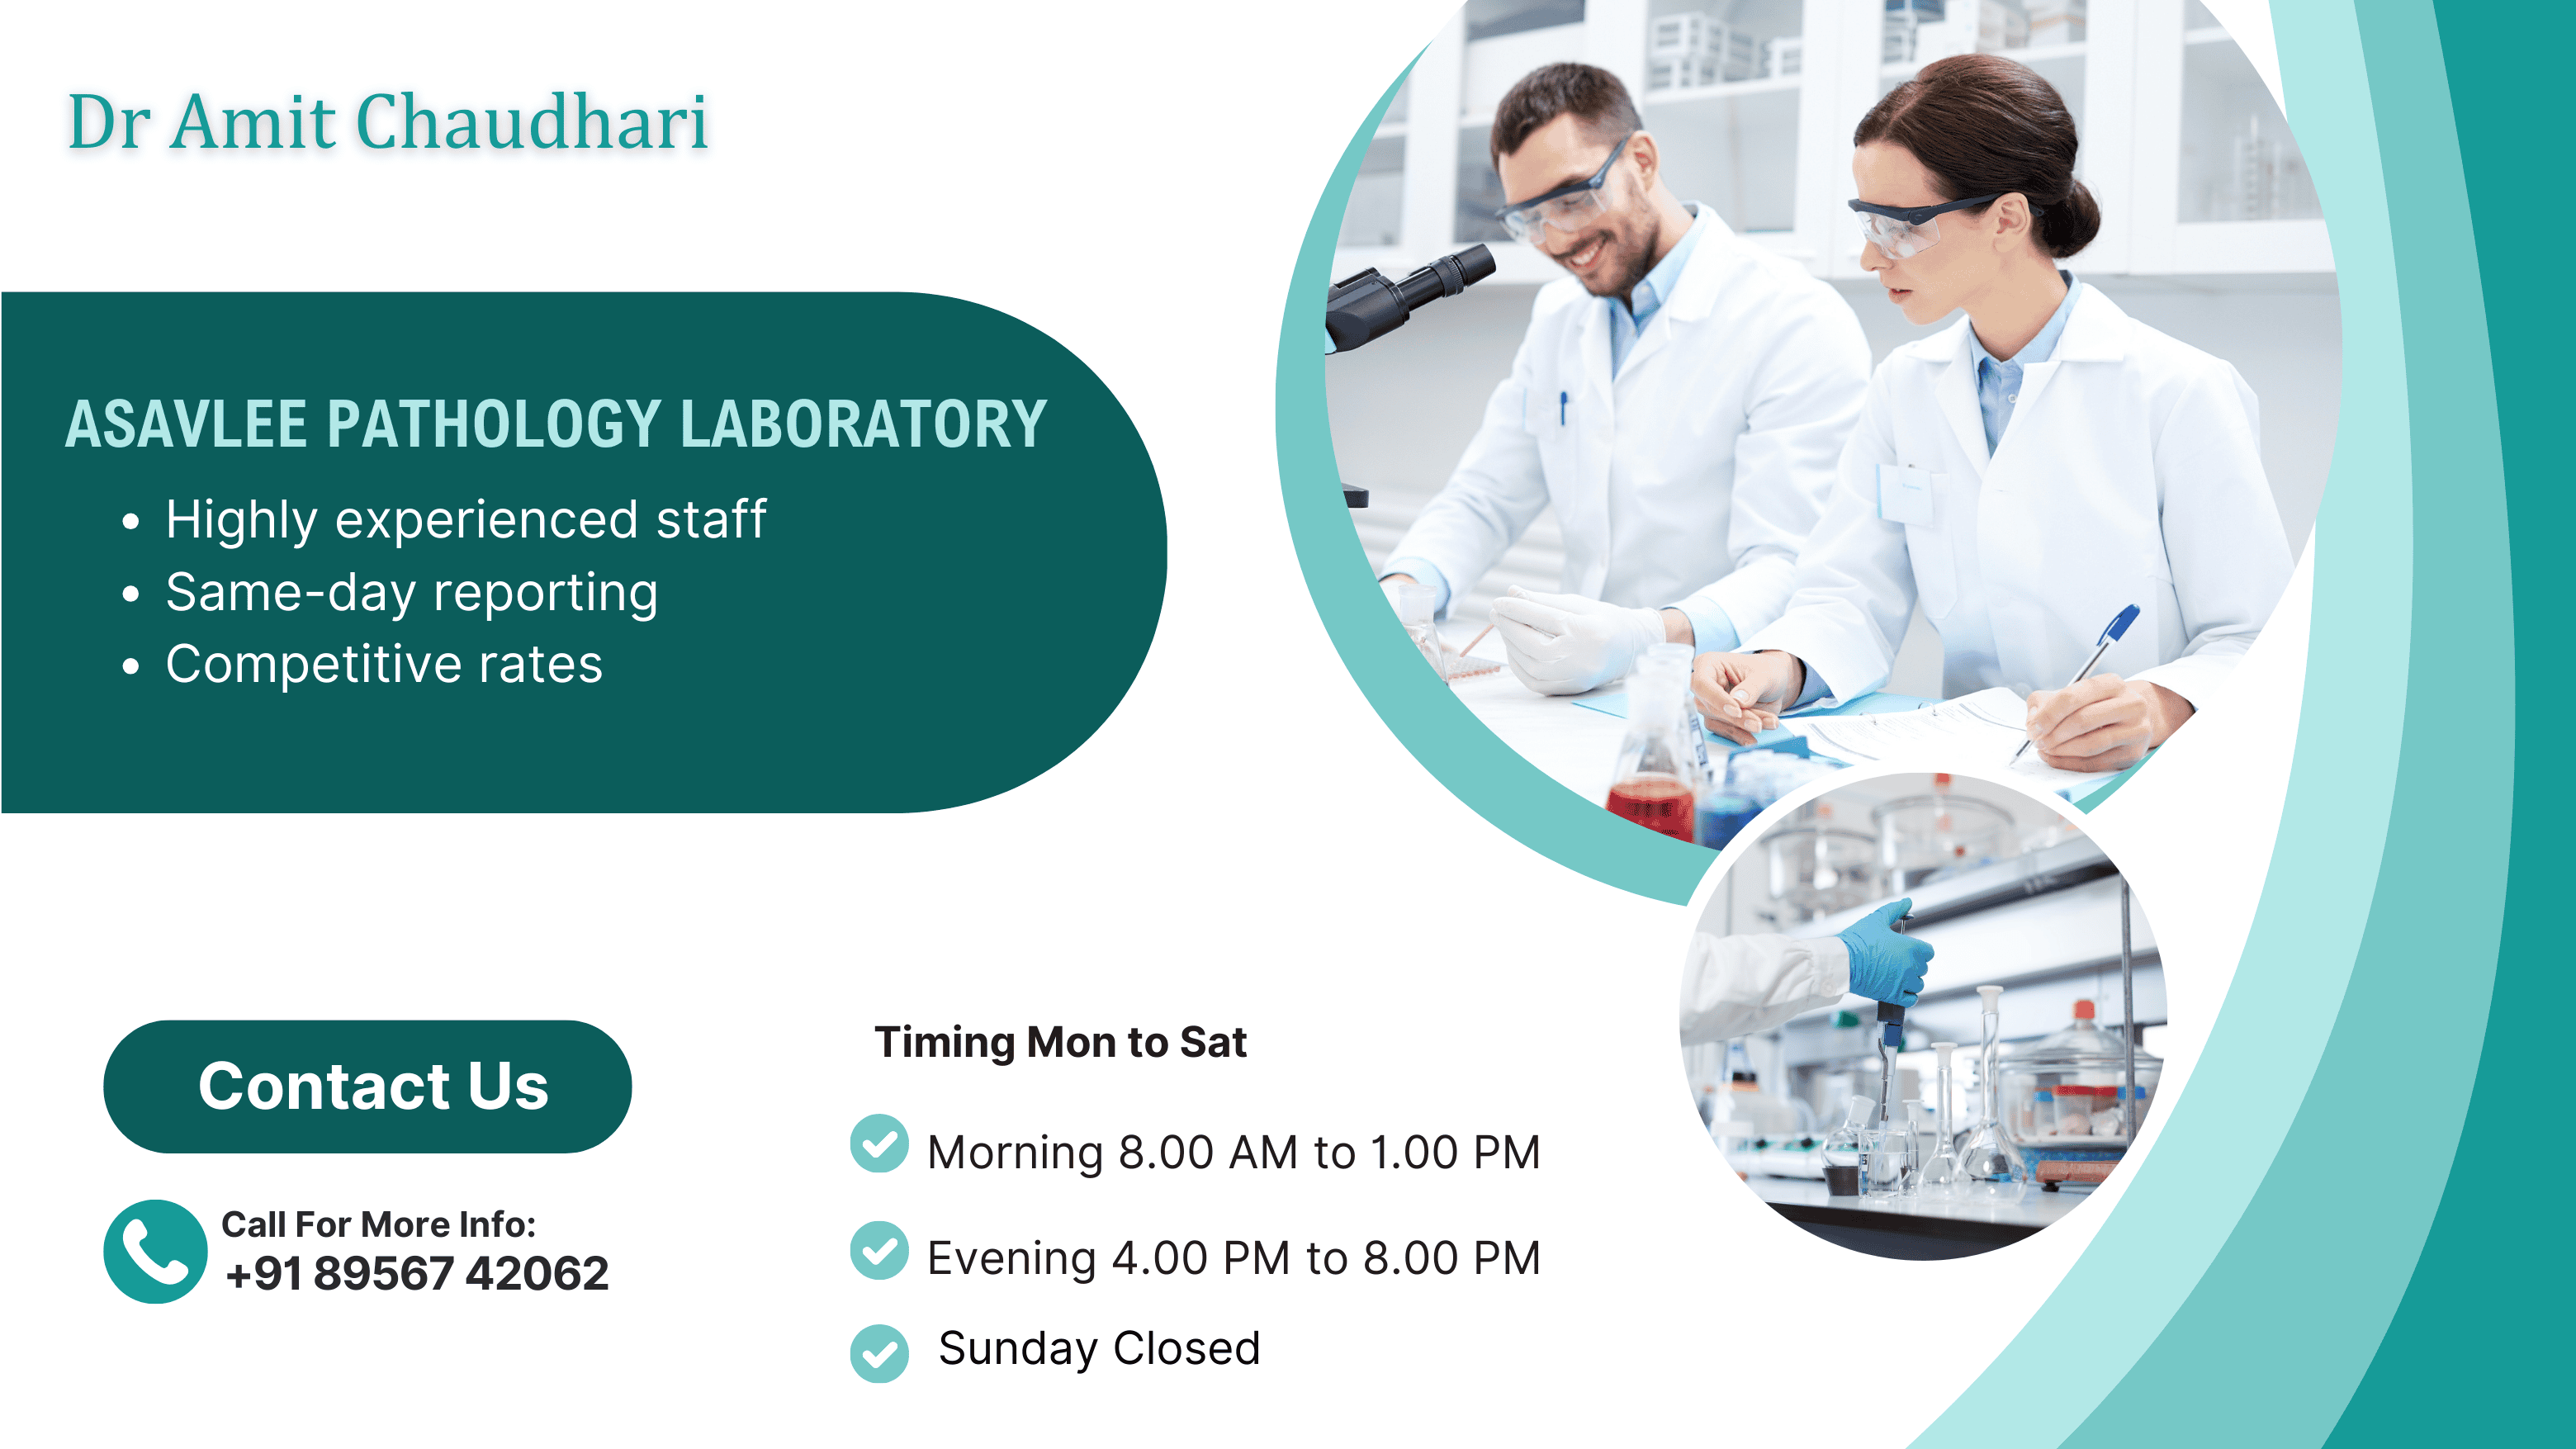 Dr Amit Chaudhari
ASAVLEE PATHOLOGY LABORATORY
• Highly experienced staff
• Same-day reporting
• Competitive rates
Contact Us
Call For More Info:
+91 89567 42062
Timing Mon to Sat
Morning 8.00 AM to 1.00 PM
Evening 4.00 PM to 8.00 PM
Sunday Closed